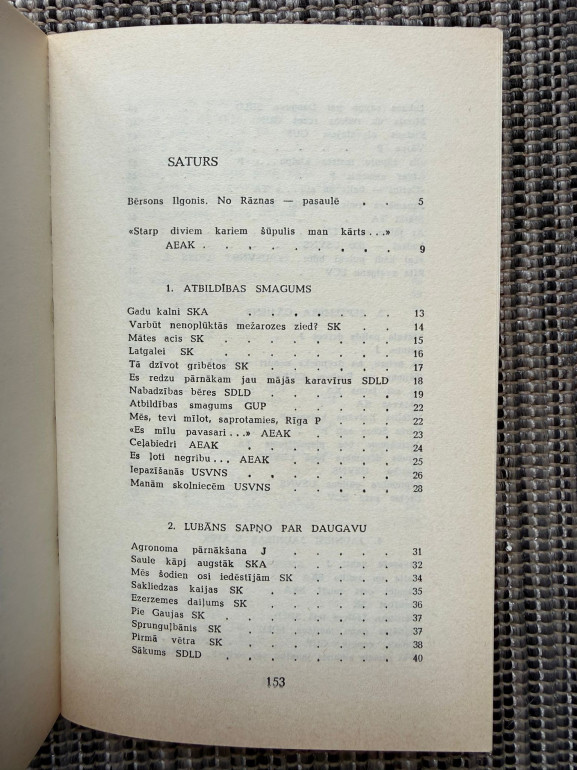 SATURS
Bērsons Ilgonis. No Rāznas — pasaulē . . 5
«Starp diviem kariem šūpulis man kārts...»
AEAK . . . . . . . . . 9
1. ATBILDĪBAS SMAGUMS
Gadu kalni SKA . . . . . . 13
Varbūt nenoplūktās mežarozes zied? SK . . 14
Mātes acis SK . . . . . . 15
Latgalei SK . . . . . . 16
Tā dzīvot gribētos SK . . . . . 17
Es redzu pārnākam jau mājās karavīrus SDLD 18
Nabadzības bēres SDLD . . . . . 19
Atbildības smagums GUP . . . . 22
Mēs, tevi mīlot, saprotamies, Rīga P . . 22
«Es mīlu pavasari...» AEAK . . . 23
Ceļabiedri AEAK . . . . . 24
Es ļoti negribu... AEAK . . . . 25
Iepazīšanās USVNS . . . . . 26
Manām skolniecēm USVNS . . . . 28
2. LUBĀNS SAPŅO PAR DAUGAVU
Agronoma pārnākšana J . . . . . 31
Saule kāpj augstāk SKA . . . . . 32
Mēs šodien osi iedēstījām SK . . . . 34
Sakliedzas kaijas SK . . . . . 35
Ezerzemes daiļums SK . . . . . 36
Pie Gaujas SK . . . . . . 37
Sprunguļbānis SK . . . . . . 37
Pirmā vētra SK . . . . . . 38
Sākums SDLD . . . . . . . 40
153